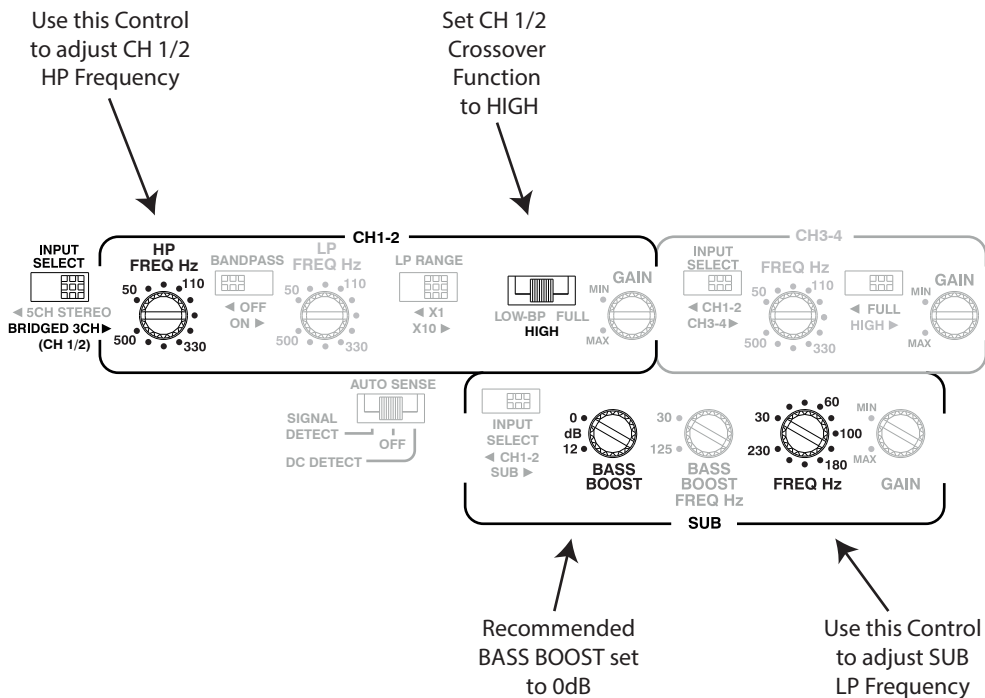 Use this Control
to adjust CH 1/2
HP Frequency
Set CH 1/2
Crossover
Function
to HIGH
CH1-2
INPUT
SELECT
◄ 5CH STEREO
BRIDGED 3CH►
(CH 1/2)
HP
FREQ Hz
50
110
500
330
BANDPASS
◄ OFF
ON ►
LP
FREQ Hz
50
110
500
330
LP RANGE
◄ X1
X10 ►
LOW-BP FULL
HIGH
GAIN
MIN
MAX
CH3-4
INPUT
SELECT
◄ CH1-2
CH3-4►
FREQ Hz
50
110
500
330
◄ FULL
HIGH ►
GAIN
MIN
MAX
AUTO SENSE
SIGNAL
DETECT
OFF
DC DETECT
INPUT
SELECT
◄ CH1-2
SUB ►
0
dB
12
BASS
BOOST
30
125
BASS
BOOST
FREQ Hz
30
60
100
230
180
FREQ Hz
MIN
MAX
GAIN
SUB
Recommended
BASS BOOST set
to 0dB
Use this Control
to adjust SUB
LP Frequency